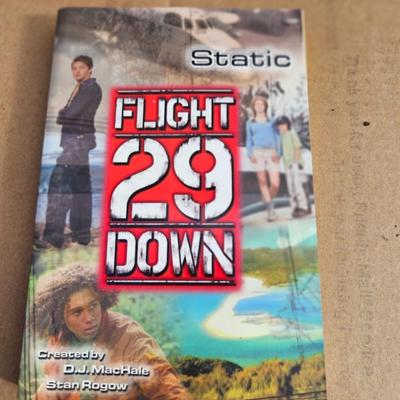 Static
FLIGHT
29
DOWN
Created by
D.J. MacHale
Stan Rogow